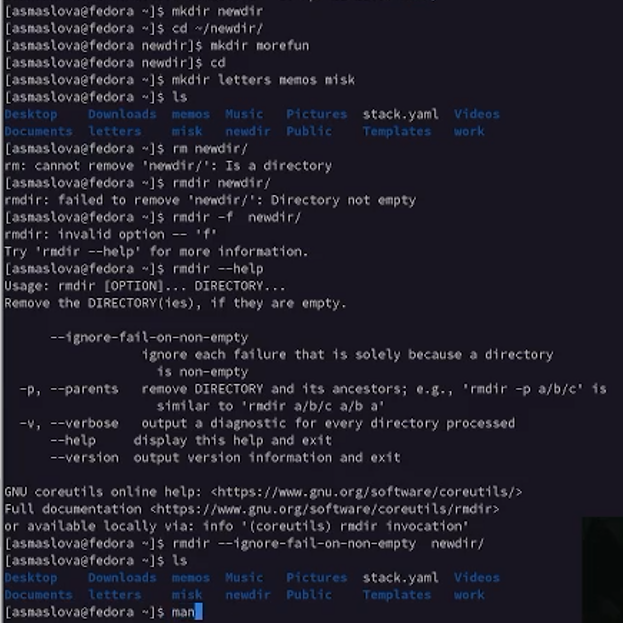 [asmaslova@fedora ~]$ mkdir newdir
[asmaslova@fedora ~]$ cd ~/newdir/
[asmaslova@fedora newdir]$ mkdir morefun
[asmaslova@fedora newdir]$ cd
[asmaslova@fedora ~]$ mkdir letters memos misk
[asmaslova@fedora ~]$ ls
Desktop    Downloads  memos  Music   Pictures  stack.yaml  Videos
Documents  letters    misk   newdir  Public    Templates   work
[asmaslova@fedora ~]$ rm newdir/
rm: cannot remove 'newdir/': Is a directory
[asmaslova@fedora ~]$ rmdir newdir/
rmdir: failed to remove 'newdir/': Directory not empty
[asmaslova@fedora ~]$ rmdir -f  newdir/
rmdir: invalid option -- 'f'
Try 'rmdir --help' for more information.
[asmaslova@fedora ~]$ rmdir --help
Usage: rmdir [OPTION]... DIRECTORY...
Remove the DIRECTORY(ies), if they are empty.
--ignore-fail-on-non-empty
ignore each failure that is solely because a directory
is non-empty
-p, --parents   remove DIRECTORY and its ancestors; e.g., 'rmdir -p a/b/c' is
similar to 'rmdir a/b/c a/b a'
-v, --verbose   output a diagnostic for every directory processed
--help     display this help and exit
--version  output version information and exit
GNU coreutils online help: <https://www.gnu.org/software/coreutils/>
Full documentation <https://www.gnu.org/software/coreutils/rmdir>
or available locally via: info '(coreutils) rmdir invocation'
[asmaslova@fedora ~]$ rmdir --ignore-fail-on-non-empty  newdir/
[asmaslova@fedora ~]$ ls
Desktop    Downloads  memos  Music   Pictures  stack.yaml  Videos
Documents  letters    misk   newdir  Public    Templates   work
[asmaslova@fedora ~]$ man